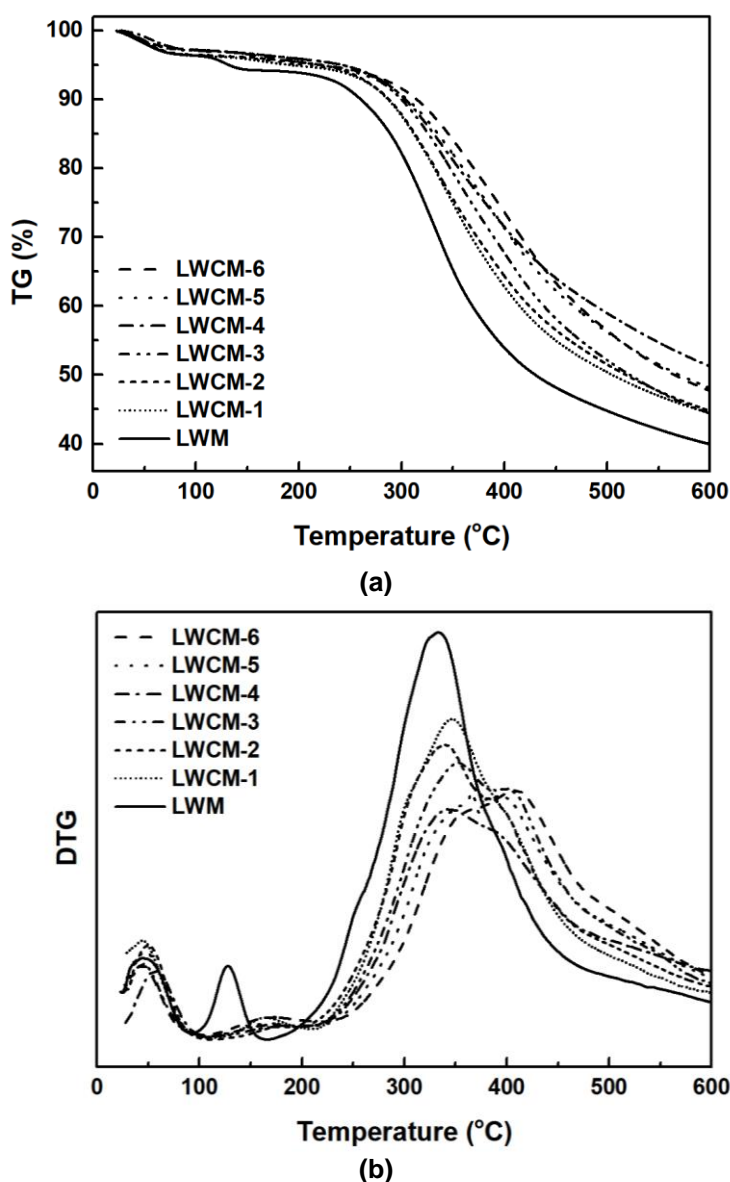 100
90
80
70
60
50
40
TG (%)
LWCM-6
LWCM-5
LWCM-4
LWCM-3
LWCM-2
LWCM-1
LWM
0 100 200 300 400 500 600
Temperature (°C)
(a)
LWCM-6
LWCM-5
LWCM-4
LWCM-3
LWCM-2
LWCM-1
LWM
DTG
0 100 200 300 400 500 600
Temperature (°C)
(b)